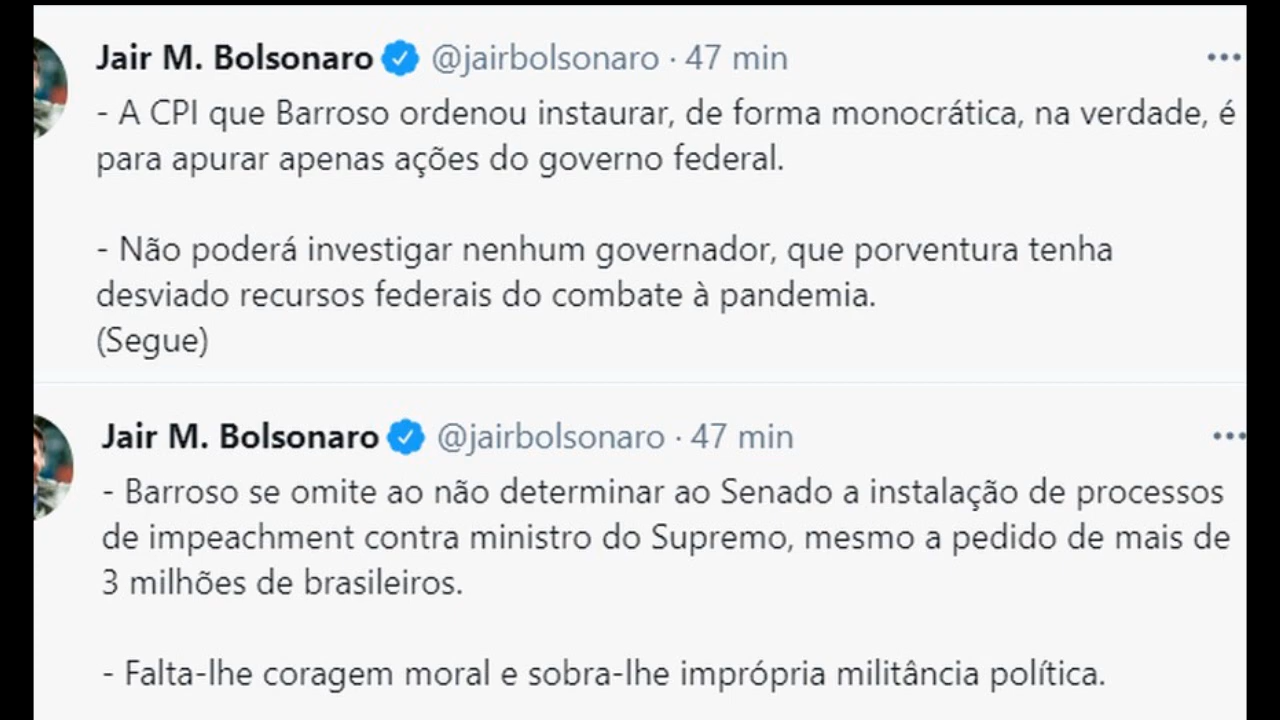 Jair M. Bolsonaro @jairbolsonaro · 47 min
- A CPI que Barroso ordenou instaurar, de forma monocrática, na verdade, é
para apurar apenas ações do governo federal.
- Não poderá investigar nenhum governador, que porventura tenha
desviado recursos federais do combate à pandemia.
(Segue)
Jair M. Bolsonaro @jairbolsonaro · 47 min
- Barroso se omite ao não determinar ao Senado a instalação de processos
de impeachment contra ministro do Supremo, mesmo a pedido de mais de
3 milhões de brasileiros.
- Falta-lhe coragem moral e sobra-lhe imprópria militância política.